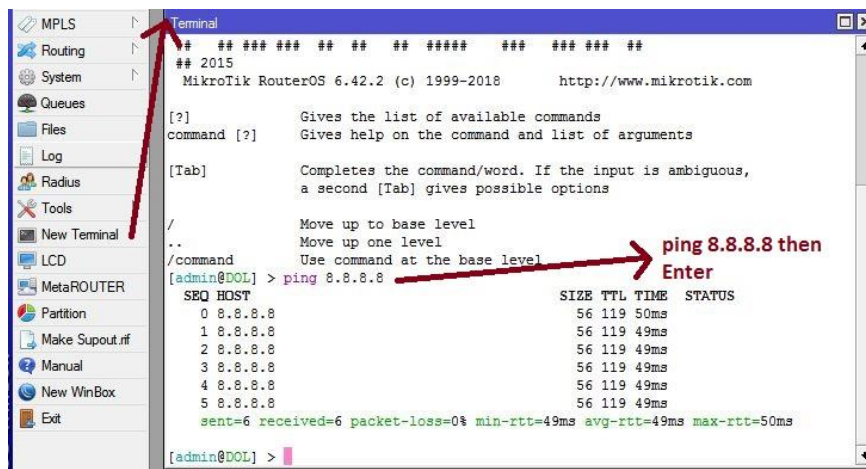 MPLS
Routing
System
Queues
Files
Log
Radius
Tools
New Terminal
LCD
MetaROUTER
Partition
Make Supout.rif
Manual
New WinBox
Exit
Terminal
## ## ### ### ## ## ## ##### ### ### ### ##
## 2015
MikroTik RouterOS 6.42.2 (c) 1999-2018 http://www.mikrotik.com
[?] Gives the list of available commands
command [?] Gives help on the command and list of arguments
[Tab] Completes the command/word. If the input is ambiguous,
a second [Tab] gives possible options
/ Move up to base level
.. Move up one level
/command Use command at the base level
[admin@DOL] > ping 8.8.8.8
SEQ HOST SIZE TTL TIME STATUS
0 8.8.8.8 56 119 50ms
1 8.8.8.8 56 119 49ms
2 8.8.8.8 56 119 49ms
3 8.8.8.8 56 119 49ms
4 8.8.8.8 56 119 49ms
5 8.8.8.8 56 119 49ms
sent=6 received=6 packet-loss=0% min-rtt=49ms avg-rtt=49ms max-rtt=50ms
[admin@DOL] >
ping 8.8.8.8 then
Enter